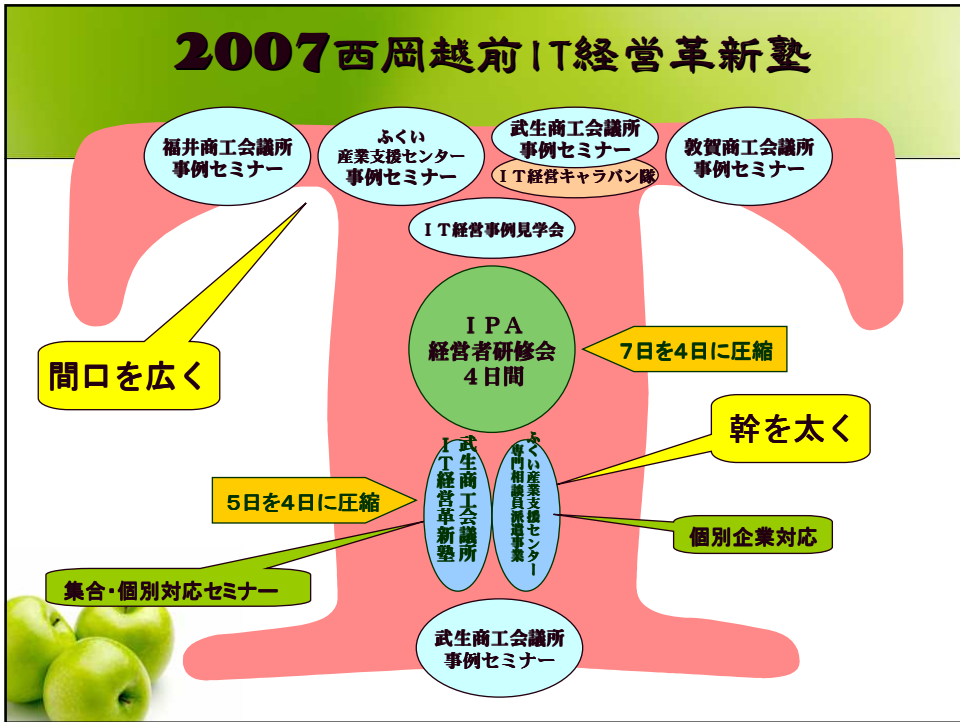 2007西岡越前IT経営革新塾
福井商工会議所
事例セミナー
ふくい
産業支援センター
事例セミナー
武生商工会議所
事例セミナー
IT経営キャラバン隊
敦賀商工会議所
事例セミナー
IT経営事例見学会
IPA
経営者研修会
4日間
7日を4日に圧縮
間口を広く
幹を太く
武生商工会議所
IT経営革新塾
ふくい産業支援センター
専門相談員派遣事業
5日を4日に圧縮
個別企業対応
集合・個別対応セミナー
武生商工会議所
事例セミナー